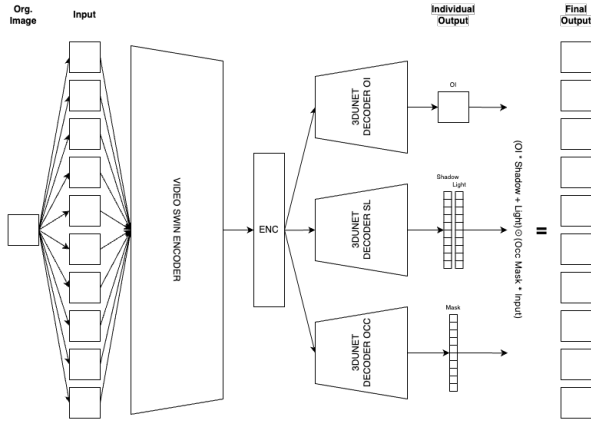 Org.
Image
Input
Individual
Output
Final
Output
VIDEO SWIN ENCODER
ENC
3DUNET
DECODER OI
OI
3DUNET
DECODER SL
Shadow
Light
3DUNET
DECODER OCC
Mask
(OI * Shadow + Light)⊙(Occ Mask * Input)
=